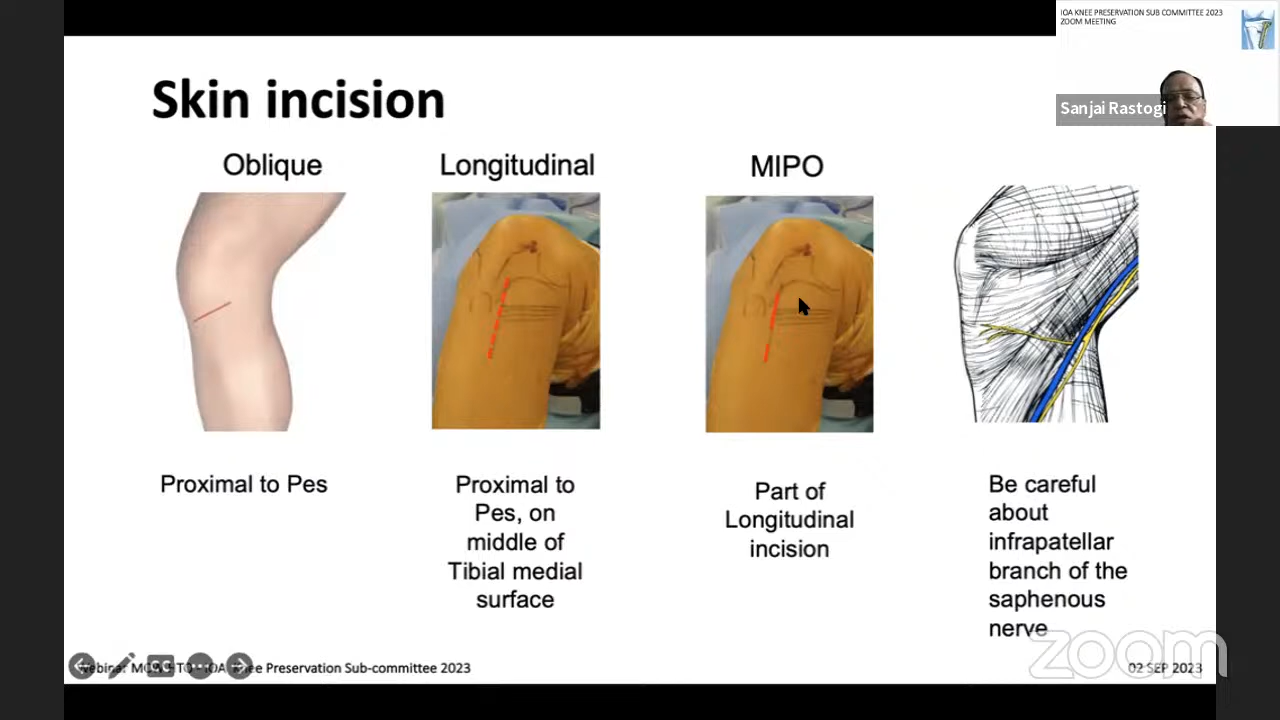 IOA KNEE PRESERVATION SUB COMMITTEE 2023
ZOOM MEETING
Sanjai Rastogi
Skin incision
Oblique
Longitudinal
MIPO
Proximal to Pes
Proximal to
Pes, on
middle of
Tibial medial
surface
Part of
Longitudinal
incision
Be careful
about
infrapatellar
branch of the
saphenous
nerve
Knee Preservation Sub-committee 2023
02 SEP 2023
zoom